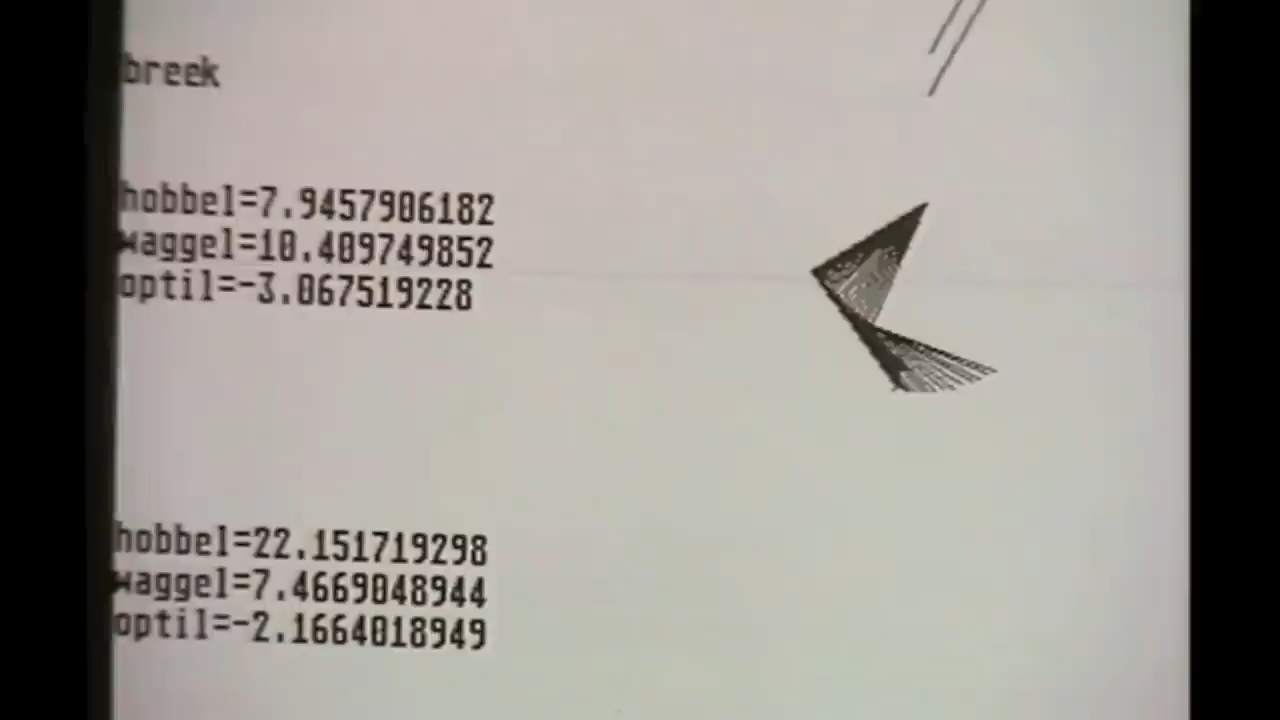 breek
hobbel=7.9457906182
waggel=10.409749852
optil=-3.067519228
hobbel=22.151719298
waggel=7.4669048944
optil=-2.1664018949